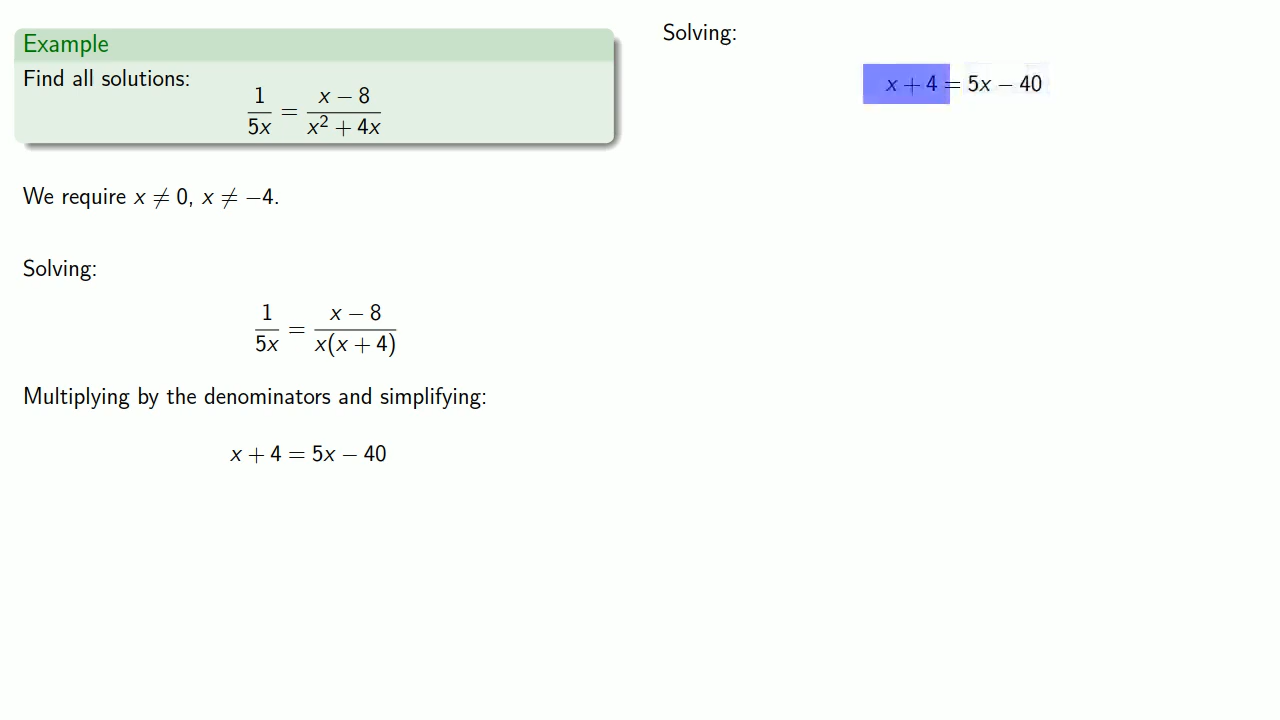 Example
Find all solutions:
1/5x = (x − 8)/(x² + 4x)
We require x ≠ 0, x ≠ −4.
Solving:
1/5x = (x − 8)/(x(x + 4))
Multiplying by the denominators and simplifying:
x + 4 = 5x − 40
Solving:
x + 4 = 5x − 40